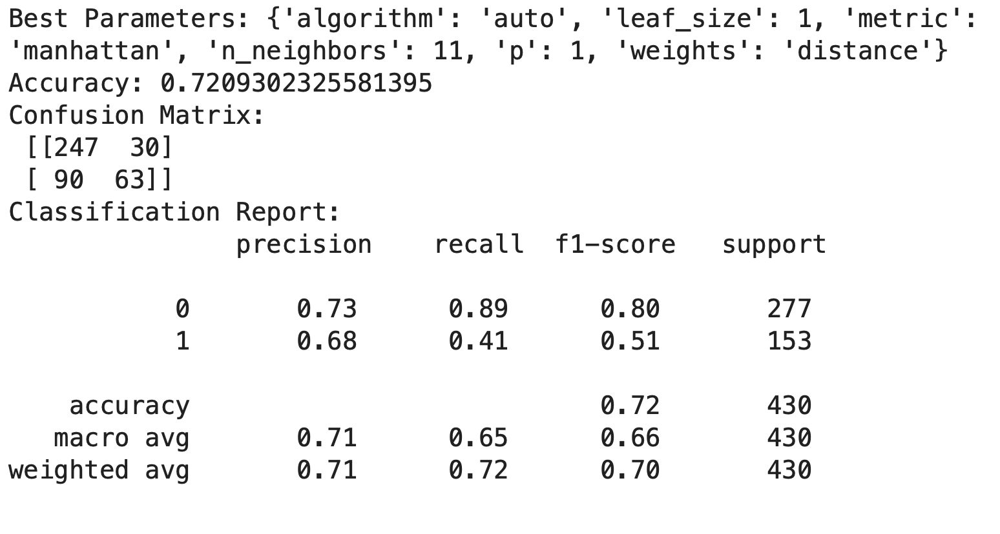 Best Parameters: {'algorithm': 'auto', 'leaf_size': 1, 'metric':
'manhattan', 'n_neighbors': 11, 'p': 1, 'weights': 'distance'}
Accuracy: 0.7209302325581395
Confusion Matrix:
 [[247  30]
 [ 90  63]]
Classification Report:
               precision    recall  f1-score   support

           0       0.73      0.89      0.80       277
           1       0.68      0.41      0.51       153

    accuracy                           0.72       430
   macro avg       0.71      0.65      0.66       430
weighted avg       0.71      0.72      0.70       430